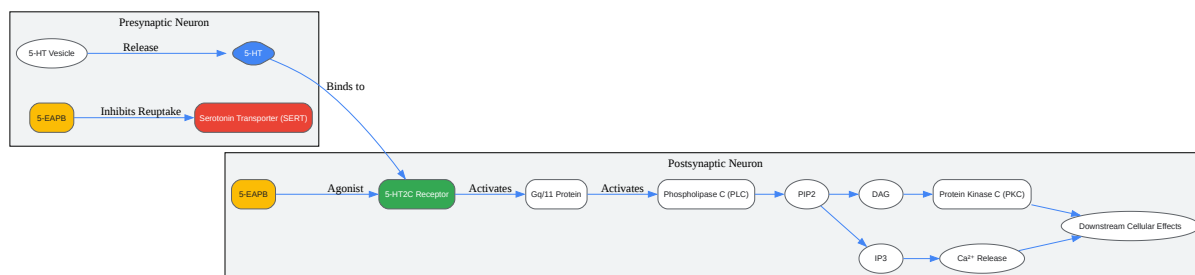 Presynaptic Neuron
5-HT Vesicle
Release
5-HT
Binds to
5-EAPB
Inhibits Reuptake
Serotonin Transporter (SERT)
Postsynaptic Neuron
5-EAPB
Agonist
5-HT2C Receptor
Activates
Gq/11 Protein
Activates
Phospholipase C (PLC)
PIP2
DAG
Protein Kinase C (PKC)
Downstream Cellular Effects
IP3
Ca²⁺ Release